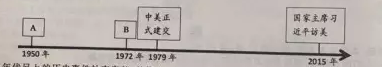 A
B
中美正
式建交
国家主席习
近平访美
1950年
1972年 1979年
2015年